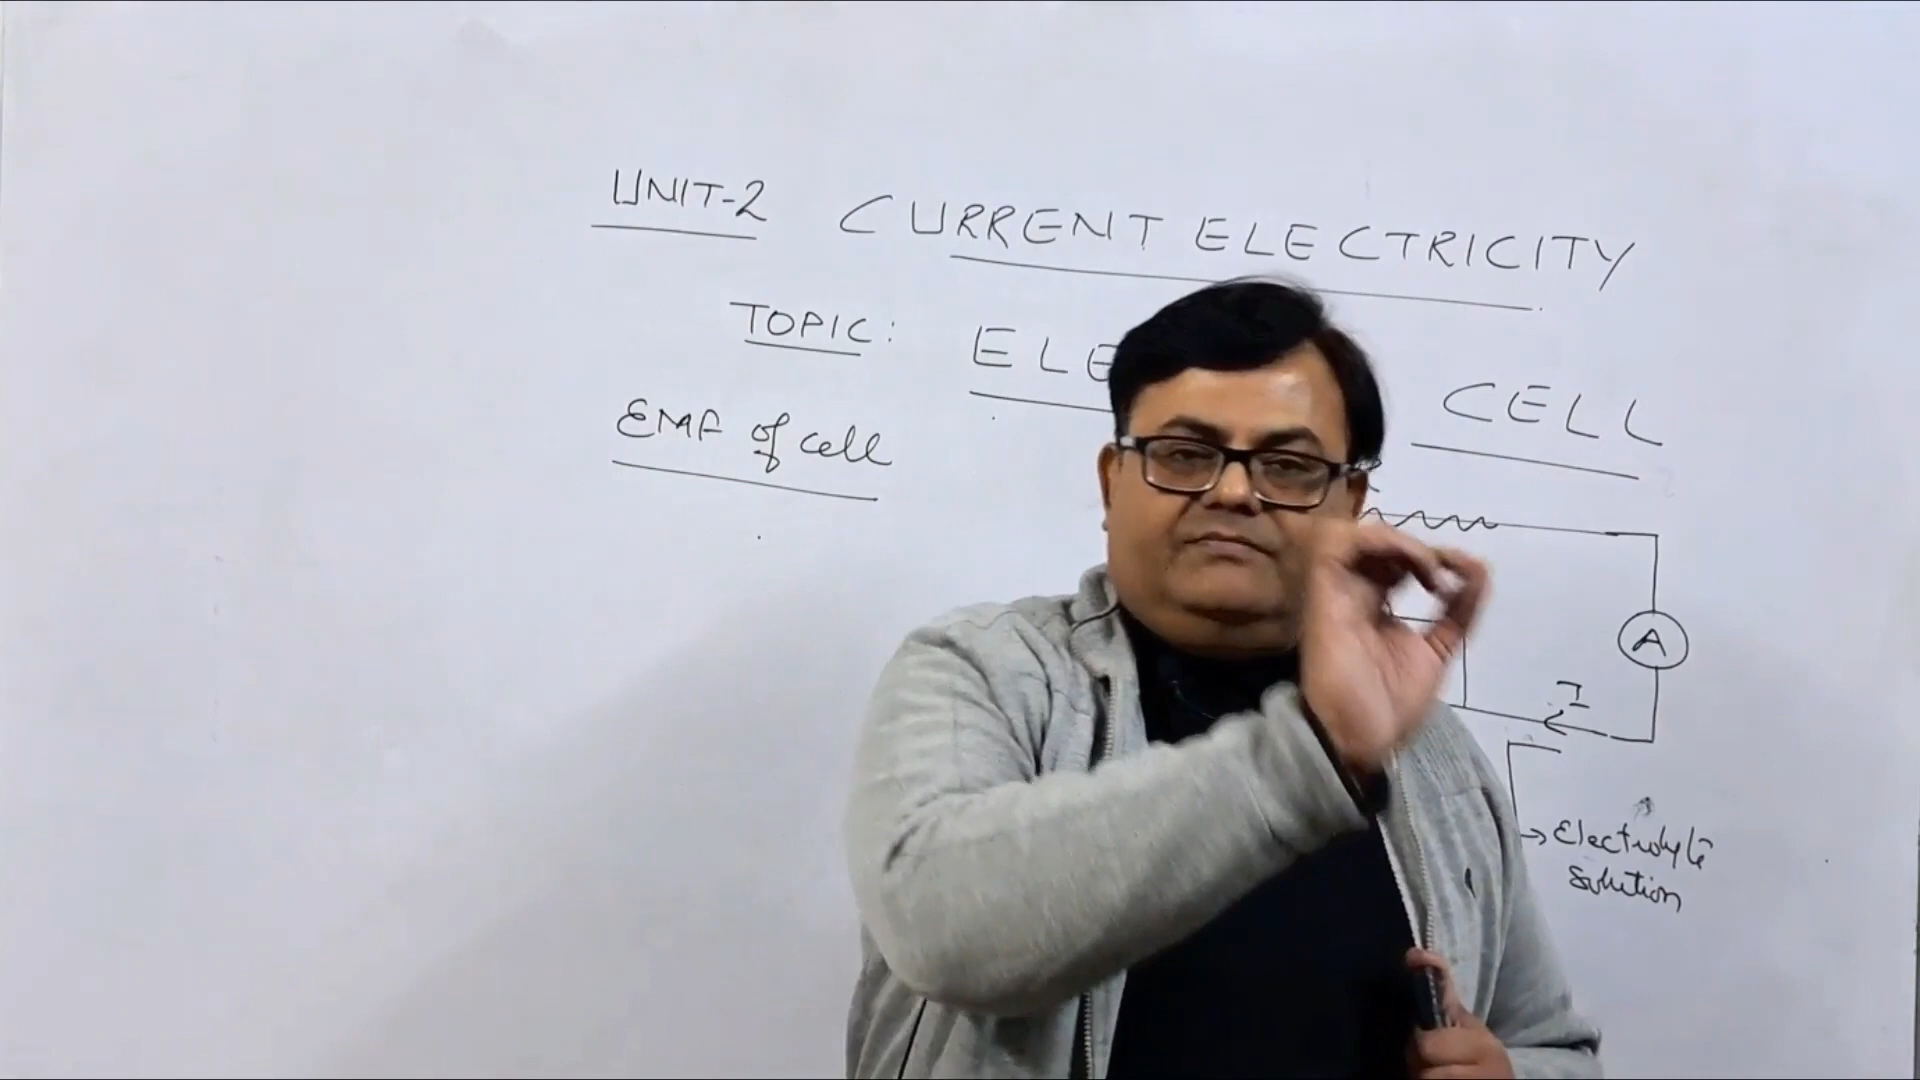 UNIT-2 CURRENT ELECTRICITY
TOPIC: ELE CELL
EMF of cell
A
I
Electrolyte
Solution